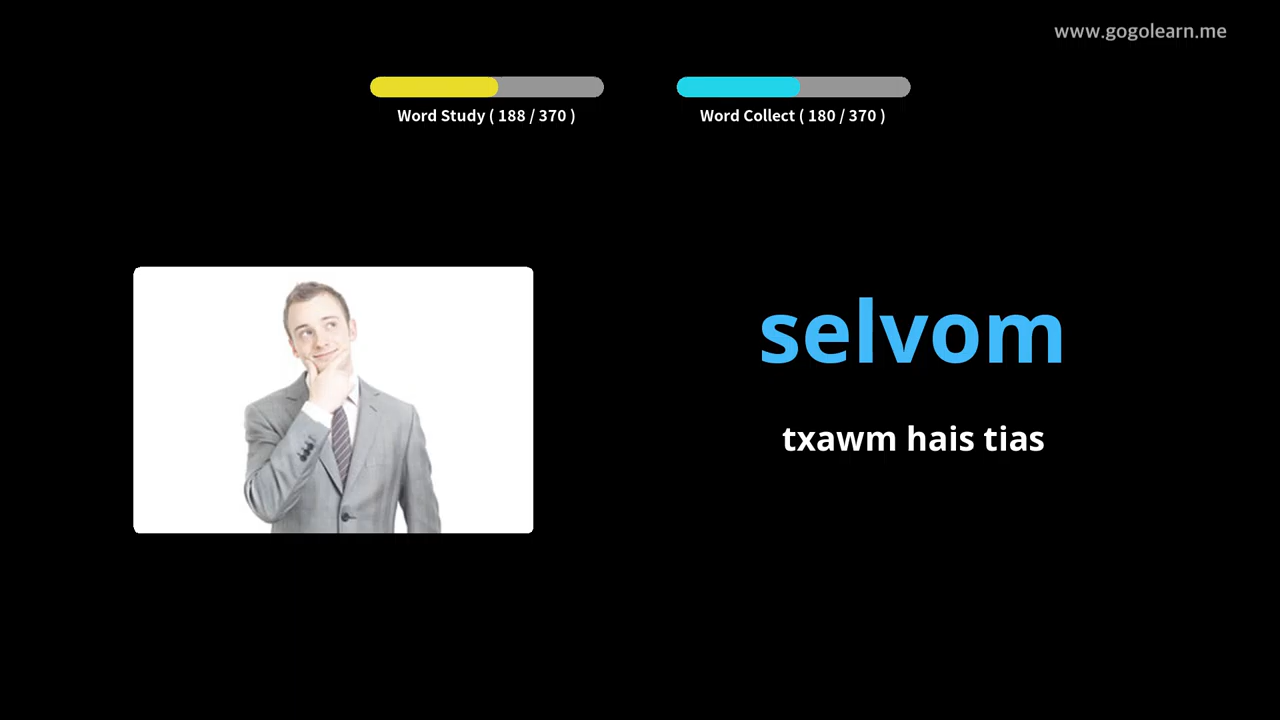 www.gogolearn.me
Word Study ( 188 / 370 )
Word Collect ( 180 / 370 )
selvom
txawm hais tias